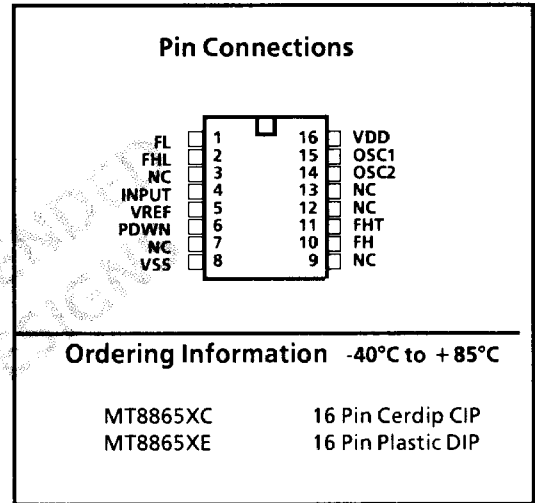 Pin Connections
FL 1 16 VDD
FHL 2 15 OSC1
NC 3 14 OSC2
INPUT 4 13 NC
VREF 5 12 NC
PDWN 6 11 FHT
NC 7 10 FH
VSS 8 9 NC
Ordering Information -40°C to +85°C
MT8865XC 16 Pin Cerdip CIP
MT8865XE 16 Pin Plastic DIP